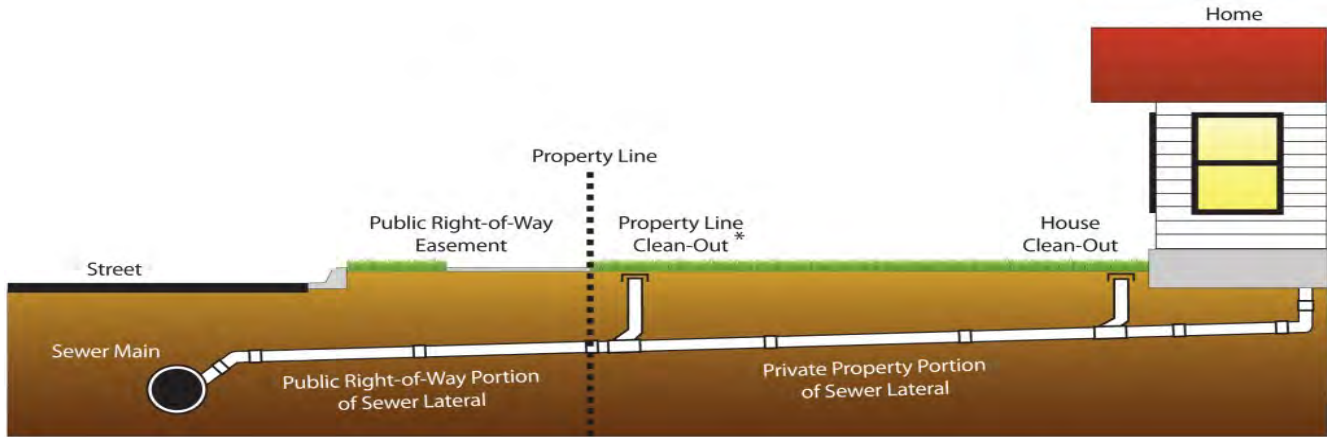 Home
Property Line
Public Right-of-Way
Easement
Property Line
Clean-Out *
House
Clean-Out
Street
Sewer Main
Public Right-of-Way Portion
of Sewer Lateral
Private Property Portion
of Sewer Lateral